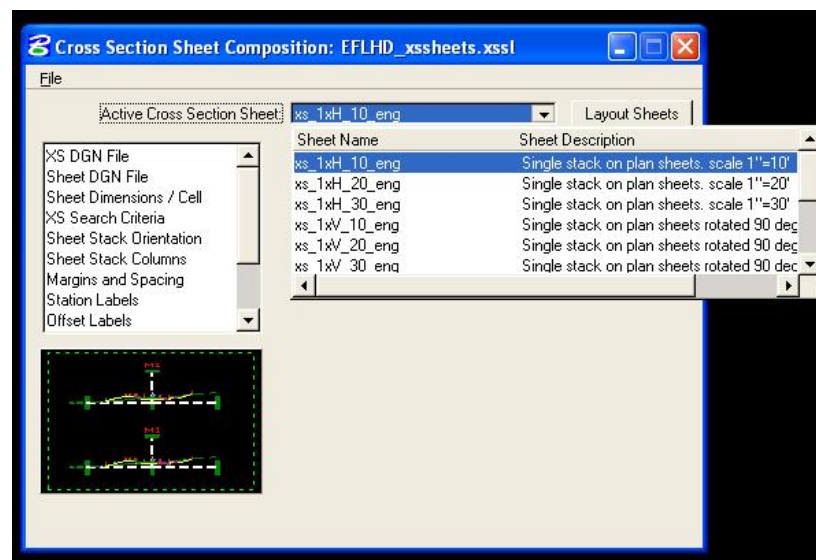 Cross Section Sheet Composition: EFLHD_xssheets.xssl
File
Active Cross Section Sheet: xs_1xH_10_eng Layout Sheets
Sheet Name Sheet Description
xs_1xH_10_eng Single stack on plan sheets. scale 1"=10'
xs_1xH_20_eng Single stack on plan sheets. scale 1"=20'
xs_1xH_30_eng Single stack on plan sheets. scale 1"=30'
xs_1xV_10_eng Single stack on plan sheets rotated 90 deg
xs_1xV_20_eng Single stack on plan sheets rotated 90 deg
xs_1xV_30_eng Single stack on plan sheets rotated 90 deg
XS DGN File
Sheet DGN File
Sheet Dimensions / Cell
XS Search Criteria
Sheet Stack Orientation
Sheet Stack Columns
Margins and Spacing
Station Labels
Offset Labels